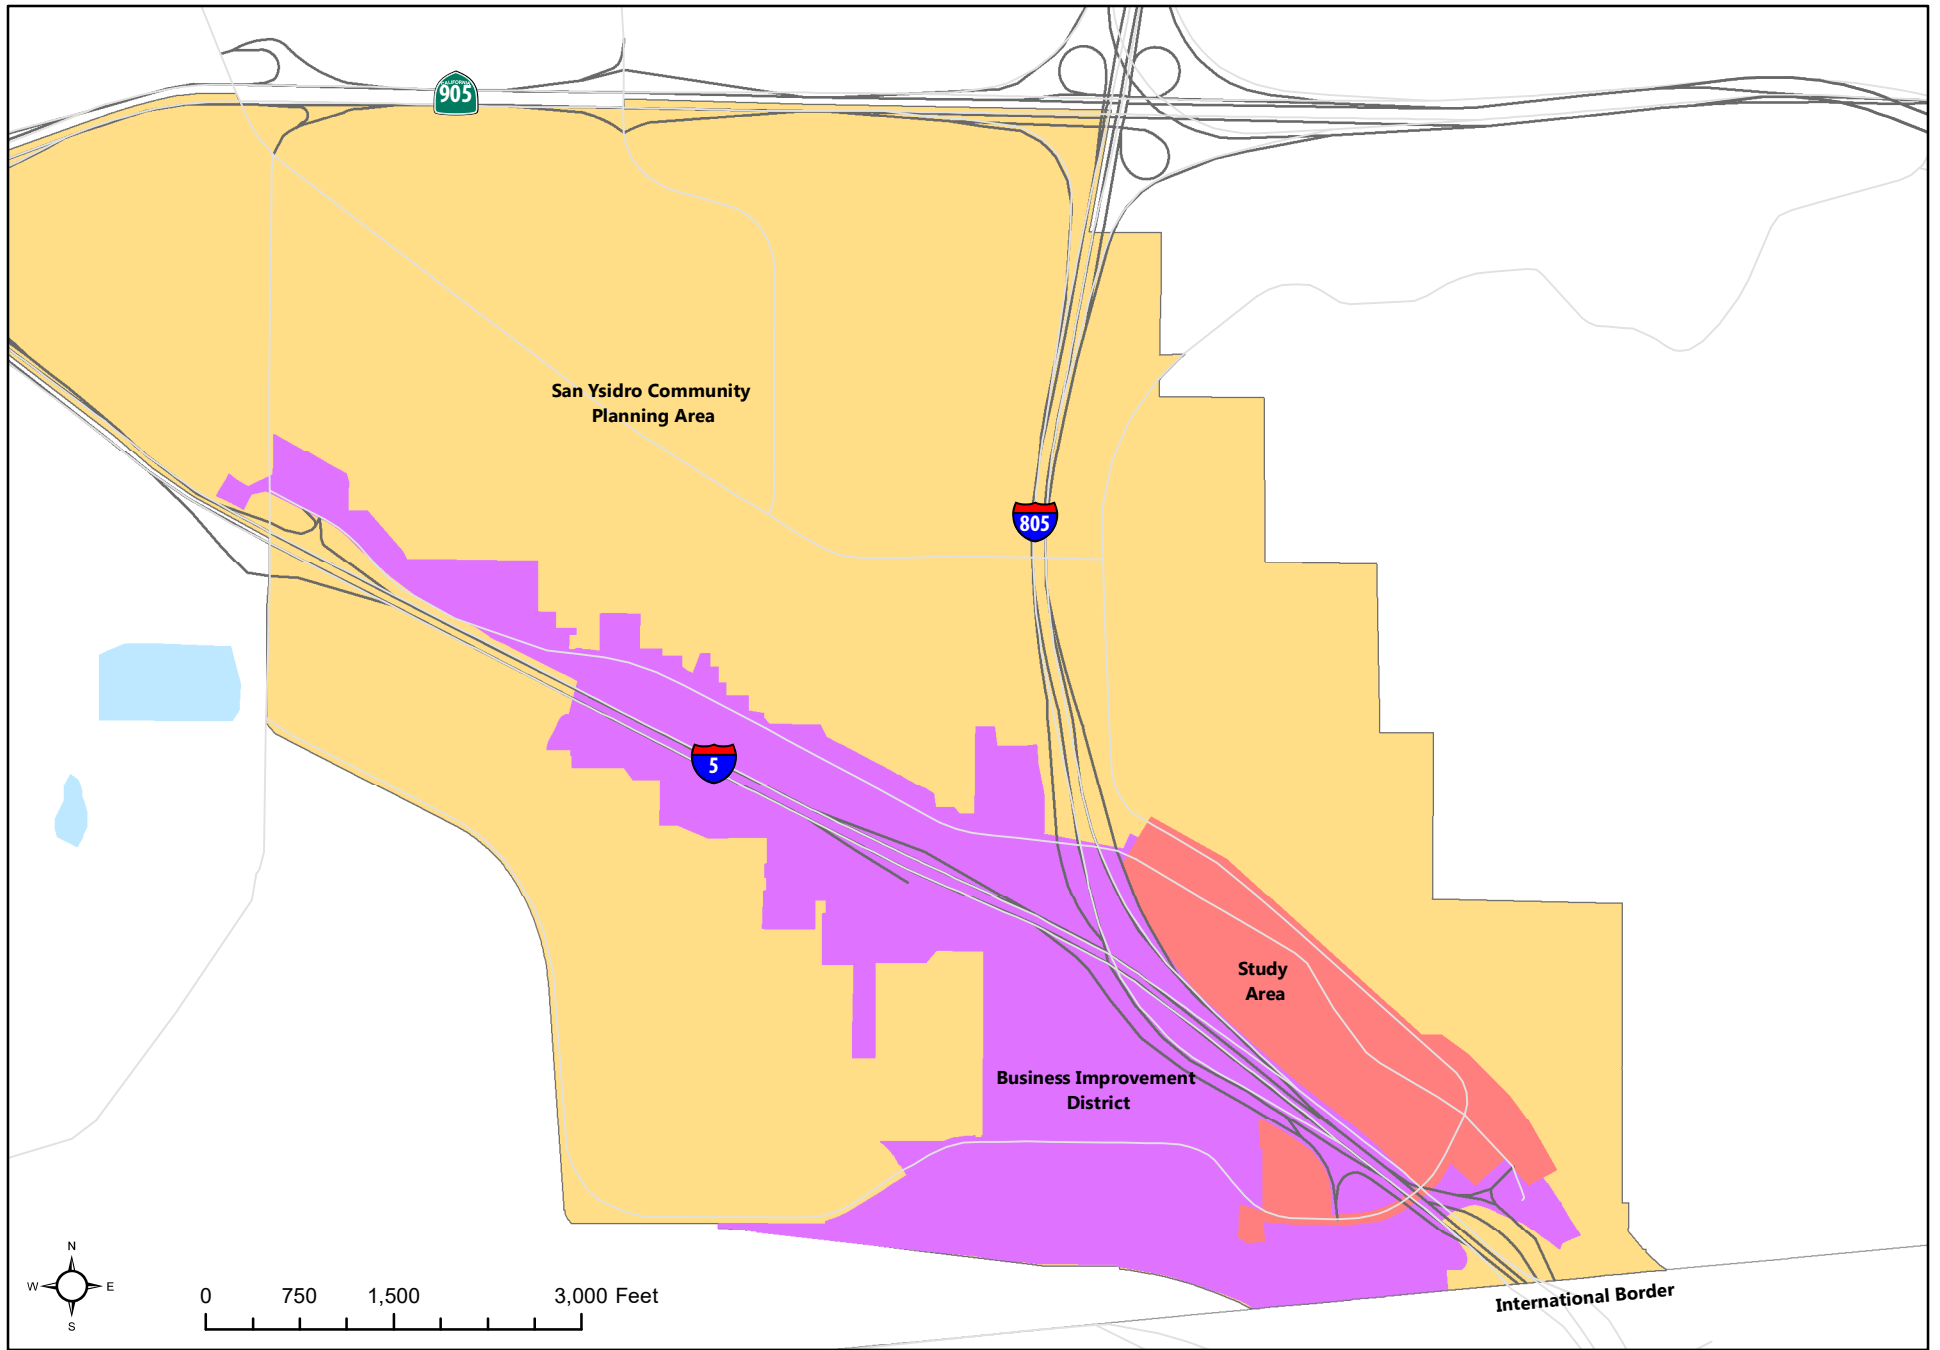 CALIFORNIA
905
San Ysidro Community
Planning Area
805
5
Study
Area
Business Improvement
District
N
W E
S
0 750 1,500 3,000 Feet
International Border